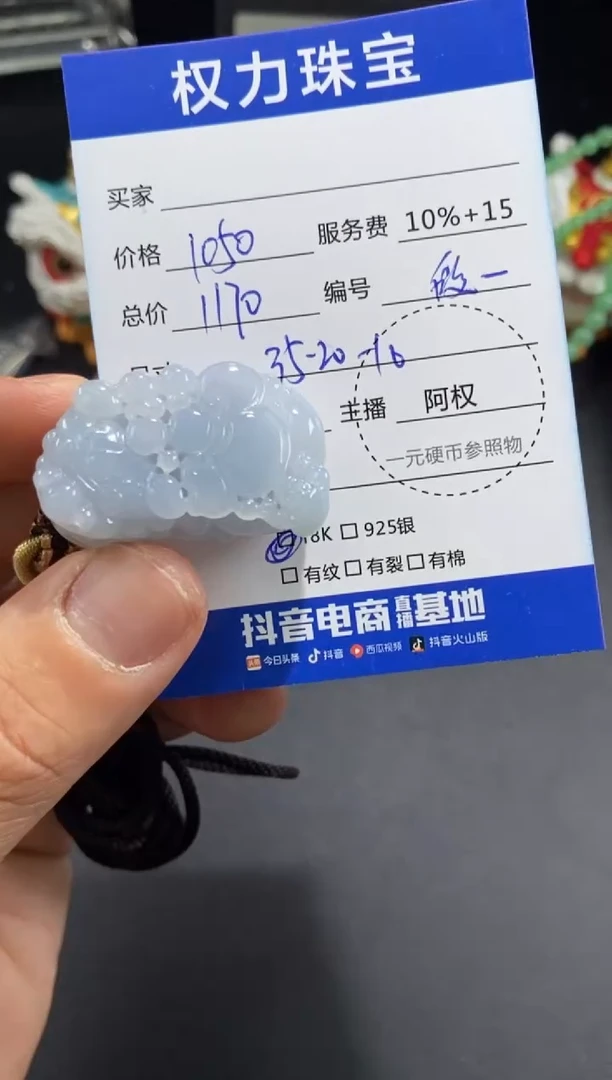 权力珠宝
买家
价格 1050 服务费 10%+15
总价 1170 编号
35-20-16
主播 阿权
一元硬币参照物
18K □ 925银
□ 有纹 □ 有裂 □ 有棉
抖音电商直播基地
头条 今日头条 抖音 西瓜视频 抖音火山版